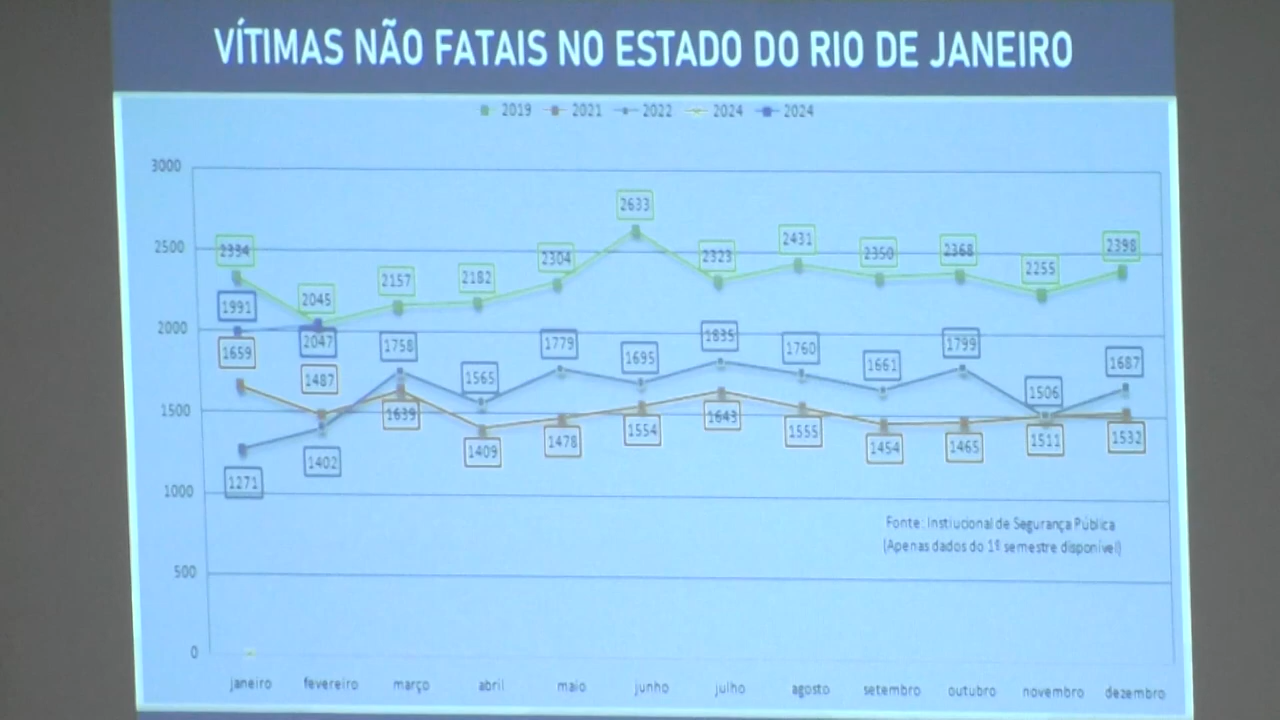 VÍTIMAS NÃO FATAIS NO ESTADO DO RIO DE JANEIRO
2019 2021 2022 2024 2024
3000
2633
2500
2334 2045 2157 2182 2304 2323 2431 2350 2368 2255 2398
1991 2047
2000
1758 1565 1779 1695 1835 1760 1661 1799 1506 1687
1659 1487
1500
1639 1409 1478 1554 1643 1555 1454 1465 1511 1532
1271 1402
1000
Fonte: Instiucional de Segurança Pública
(Apenas dados do 1º semestre disponível)
500
0
janeiro fevereiro março abril maio junho julho agosto setembro outubro novembro dezembro